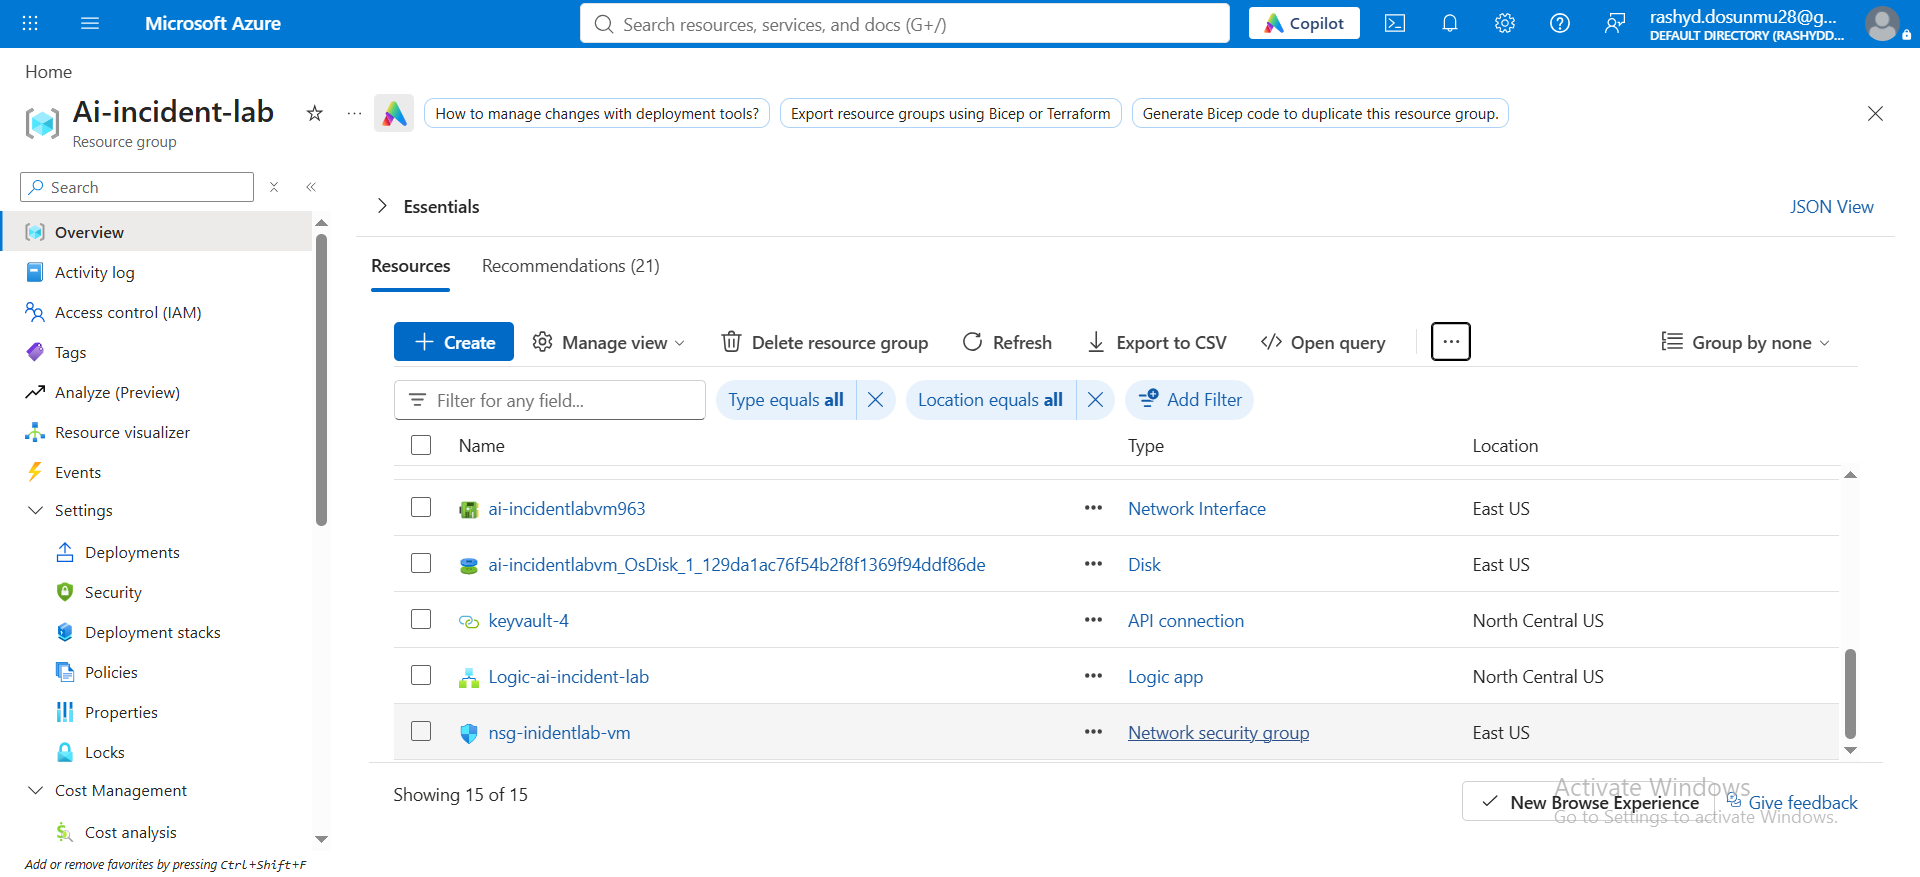 Microsoft Azure
Search resources, services, and docs (G+/)
Copilot
rashyd.dosunmu28@g...
DEFAULT DIRECTORY (RASHYDD...
Home
Ai-incident-lab
Resource group
How to manage changes with deployment tools?
Export resource groups using Bicep or Terraform
Generate Bicep code to duplicate this resource group.
Search
Overview
Activity log
Access control (IAM)
Tags
Analyze (Preview)
Resource visualizer
Events
Settings
Deployments
Security
Deployment stacks
Policies
Properties
Locks
Cost Management
Cost analysis
Add or remove favorites by pressing Ctrl+Shift+F
Essentials
JSON View
Resources
Recommendations (21)
Create
Manage view
Delete resource group
Refresh
Export to CSV
Open query
Group by none
Filter for any field...
Type equals all
Location equals all
Add Filter
Name Type Location
ai-incidentlabvm963 Network Interface East US
ai-incidentlabvm_OsDisk_1_129da1ac76f54b2f8f1369f94ddf86de Disk East US
keyvault-4 API connection North Central US
Logic-ai-incident-lab Logic app North Central US
nsg-inidentlab-vm Network security group East US
Showing 15 of 15
New Browse Experience
Give feedback
Activate Windows
Go to Settings to activate Windows.